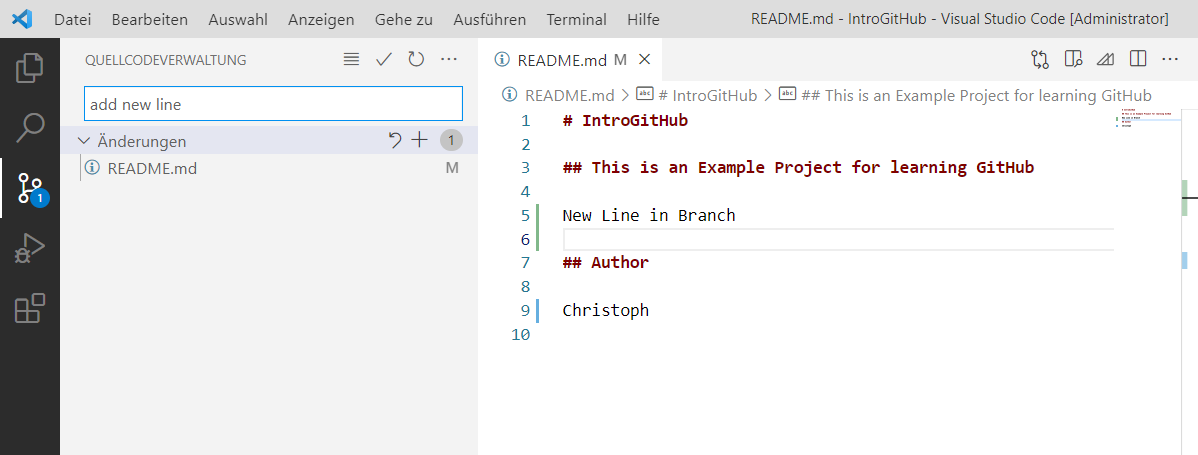 Datei Bearbeiten Auswahl Anzeigen Gehe zu Ausführen Terminal Hilfe README.md - IntroGitHub - Visual Studio Code [Administrator]
QUELLCODEVERWALTUNG
add new line
Änderungen 1
README.md M
1
README.md M
README.md > # IntroGitHub > ## This is an Example Project for learning GitHub
1 # IntroGitHub
2
3 ## This is an Example Project for learning GitHub
4
5 New Line in Branch
6
7 ## Author
8
9 Christoph
10